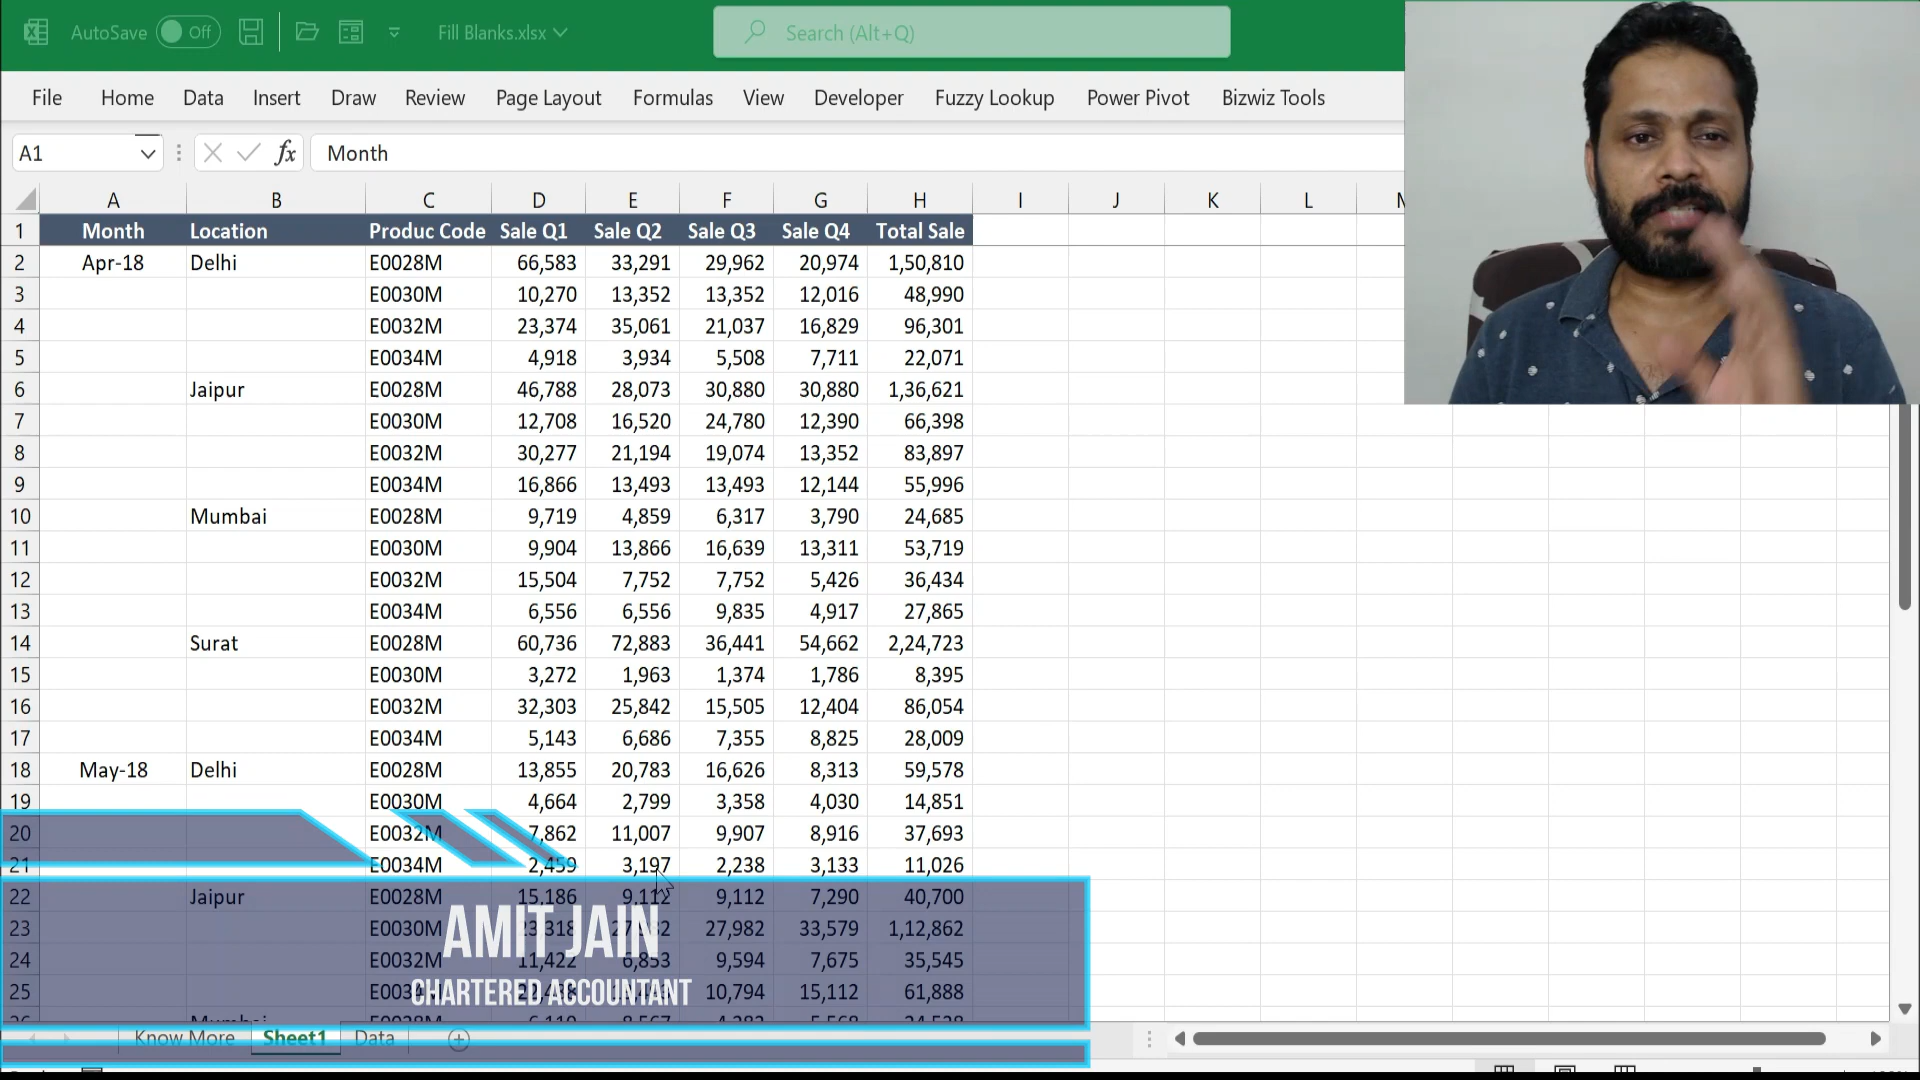 AutoSave Off Fill Blanks.xlsx Search (Alt+Q)
File Home Data Insert Draw Review Page Layout Formulas View Developer Fuzzy Lookup Power Pivot Bizwiz Tools
A1 fx Month
A B C D E F G H I J K L
1 Month Location Produc Code Sale Q1 Sale Q2 Sale Q3 Sale Q4 Total Sale
2 Apr-18 Delhi E0028M 66,583 33,291 29,962 20,974 1,50,810
3 E0030M 10,270 13,352 13,352 12,016 48,990
4 E0032M 23,374 35,061 21,037 16,829 96,301
5 E0034M 4,918 3,934 5,508 7,711 22,071
6 Jaipur E0028M 46,788 28,073 30,880 30,880 1,36,621
7 E0030M 12,708 16,520 24,780 12,390 66,398
8 E0032M 30,277 21,194 19,074 13,352 83,897
9 E0034M 16,866 13,493 13,493 12,144 55,996
10 Mumbai E0028M 9,719 4,859 6,317 3,790 24,685
11 E0030M 9,904 13,866 16,639 13,311 53,719
12 E0032M 15,504 7,752 7,752 5,426 36,434
13 E0034M 6,556 6,556 9,835 4,917 27,865
14 Surat E0028M 60,736 72,883 36,441 54,662 2,24,723
15 E0030M 3,272 1,963 1,374 1,786 8,395
16 E0032M 32,303 25,842 15,505 12,404 86,054
17 E0034M 5,143 6,686 7,355 8,825 28,009
18 May-18 Delhi E0028M 13,855 20,783 16,626 8,313 59,578
19 E0030M 4,664 2,799 3,358 4,030 14,851
20 E0032M 7,862 11,007 9,907 8,916 37,693
21 E0034M 2,459 3,197 2,238 3,133 11,026
22 Jaipur E0028M 15,186 9,112 9,112 7,290 40,700
23 E0030M 27,982 33,579 1,12,862
AMIT JAIN
24 E0032M 11,422 6,853 9,594 7,675 35,545
25 10,794 15,112 61,888
CHARTERED ACCOUNTANT
Know More Sheet1 Data